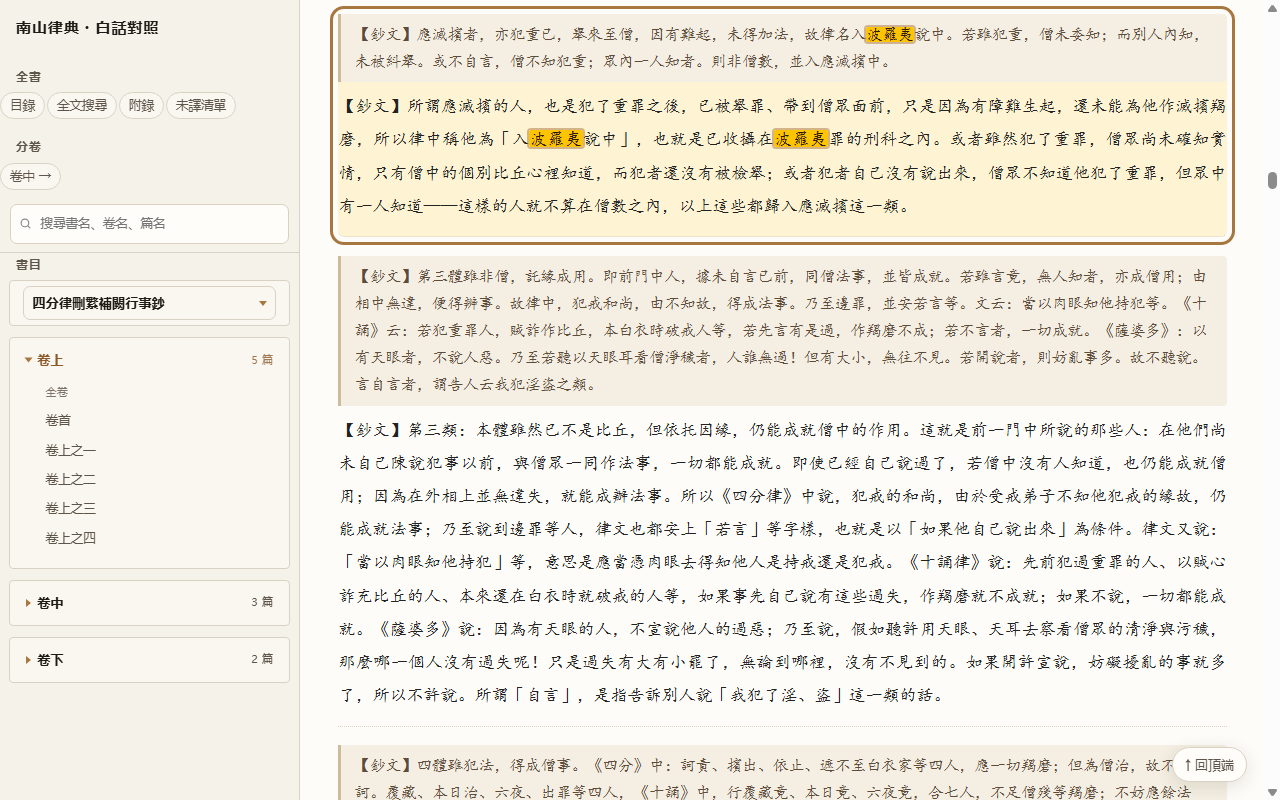 南山律典・白話對照
全書
目錄
全文搜尋
附錄
未譯清單
分卷
卷中 →
搜尋書名、卷名、篇名
書目
四分律刪繁補闕行事鈔
卷上
5 篇
全卷
卷首
卷上之一
卷上之二
卷上之三
卷上之四
卷中
3 篇
卷下
2 篇
【鈔文】應滅擯者，亦犯重已，舉來至僧，因有難起，未得加法，故律名入波羅夷說中。若雖犯重，僧未委知；而別人內知，
未被糾舉。或不自言，僧不知犯重；眾內一人知者。則非僧數，並入應滅擯中。
【鈔文】所謂應滅擯的人，也是犯了重罪之後，已被舉罪、帶到僧眾面前，只是因為有障難生起，還未能為他作滅擯羯
磨，所以律中稱他為「入波羅夷說中」，也就是已收攝在波羅夷罪的刑科之內。或者雖然犯了重罪，僧眾尚未確知實
情，只有僧中的個別比丘心裡知道，而犯者還沒有被檢舉；或者犯者自己沒有說出來，僧眾不知道他犯了重罪，但眾中
有一人知道——這樣的人就不算在僧數之內，以上這些都歸入應滅擯這一類。
【鈔文】第三體雖非僧，託緣成用。即前門中人，據未自言已前，同僧法事，並皆成就。若雖言竟，無人知者，亦成僧用；由
相中無違，便得辦事。故律中，犯戒和尚，由不知故，得成法事。乃至邊罪，並安若言等。文云：當以肉眼知他持犯等。《十
誦》云：若犯重罪人，賊詐作比丘，本白衣時破戒人等，若先言有是過，作羯磨不成；若不言者，一切成就。《薩婆多》：以
有天眼者，不說人惡。乃至若聽以天眼耳看僧淨穢者，人誰無過！但有大小，無往不見。若開說者，則妨亂事多。故不聽說。
言自言者，謂告人云我犯淫盜之類。
【鈔文】第三類：本體雖然已不是比丘，但依托因緣，仍能成就僧中的作用。這就是前一門中所說的那些人：在他們尚
未自己陳說犯事以前，與僧眾一同作法事，一切都能成就。即使已經自己說過了，若僧中沒有人知道，也仍能成就僧
用；因為在外相上並無違失，就能成辦法事。所以《四分律》中說，犯戒的和尚，由於受戒弟子不知他犯戒的緣故，仍
能成就法事；乃至說到邊罪等人，律文也都安上「若言」等字樣，也就是以「如果他自己說出來」為條件。律文又說：
「當以肉眼知他持犯」等，意思是應當憑肉眼去得知他人是持戒還是犯戒。《十誦律》說：先前犯過重罪的人、以賊心
詐充比丘的人、本來還在白衣時就破戒的人等，如果事先自己說有這些過失，作羯磨就不成就；如果不說，一切都能成
就。《薩婆多》說：因為有天眼的人，不宣說他人的過惡；乃至說，假如聽許用天眼、天耳去察看僧眾的清淨與污穢，
那麼哪一個人沒有過失呢！只是過失有大有小罷了，無論到哪裡，沒有不見到的。如果開許宣說，妨礙擾亂的事就多
了，所以不許說。所謂「自言」，是指告訴別人說「我犯了淫、盜」這一類的話。
【鈔文】四體雖犯法，得成僧事。《四分》中：訶責、擯出、依止、遮不至白衣家等四人，應一切羯磨；但為僧治，故不
訶。覆藏、本日治、六夜、出罪等四人，《十誦》中，行覆藏竟、本日竟、六夜竟，合七人，不足僧殘等羯磨；不妨應餘法
↑回頂端